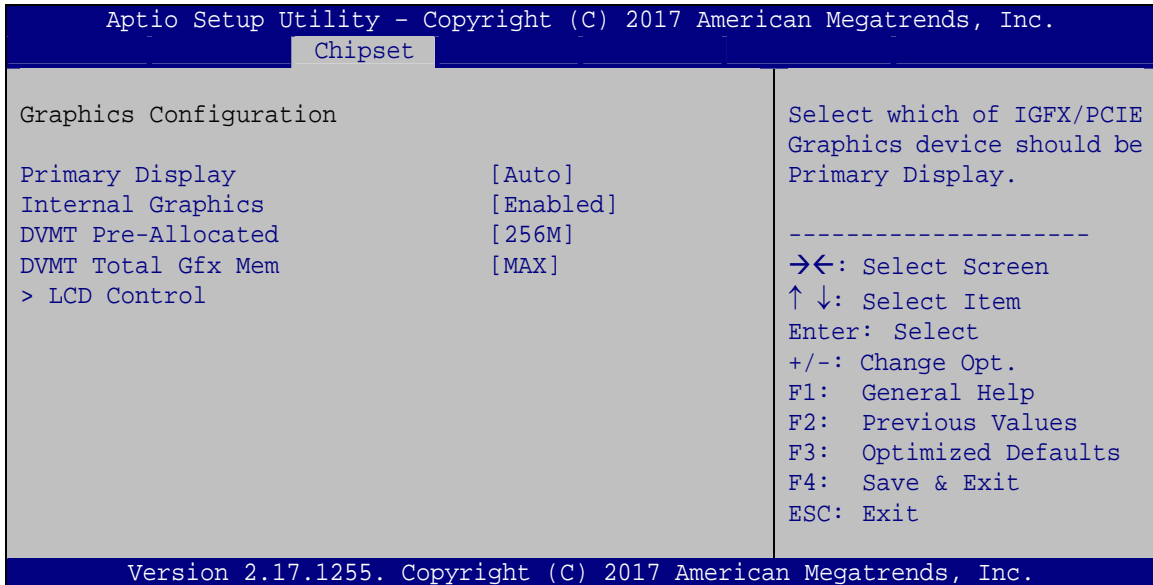 Aptio Setup Utility – Copyright (C) 2017 American Megatrends, Inc.
Chipset
Graphics Configuration
Primary Display [Auto]
Internal Graphics [Enabled]
DVMT Pre-Allocated [256M]
DVMT Total Gfx Mem [MAX]
> LCD Control
Select which of IGFX/PCIE
Graphics device should be
Primary Display.
---------------------
→←: Select Screen
↑ ↓: Select Item
Enter: Select
+/-: Change Opt.
F1: General Help
F2: Previous Values
F3: Optimized Defaults
F4: Save & Exit
ESC: Exit
Version 2.17.1255. Copyright (C) 2017 American Megatrends, Inc.